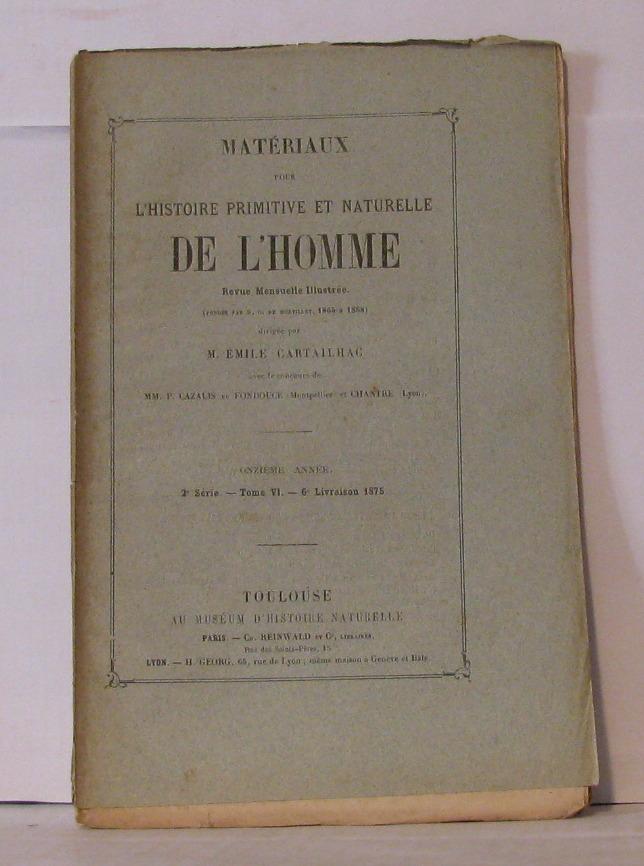 MATÉRIAUX
POUR
L'HISTOIRE PRIMITIVE ET NATURELLE
DE L'HOMME
Revue Mensuelle Illustrée.
(FONDÉE PAR M. G. DE MORTILLET, 1865 à 1868)
dirigée par
M. EMILE CARTAILHAC
avec le concours de
MM. P. CAZALIS DE FONDOUCE (Montpellier) et CHANTRE (Lyon).
ONZIÈME ANNÉE.
2e Série. — Tome VI. — 6e Livraison 1875
TOULOUSE
AU MUSÉUM D'HISTOIRE NATURELLE
PARIS. — CH. REINWALD ET Cie, LIBRAIRES,
Rue des Saints-Pères, 15
LYON. — H. GEORG, 65, rue de Lyon; même maison à Genève et Bâle.